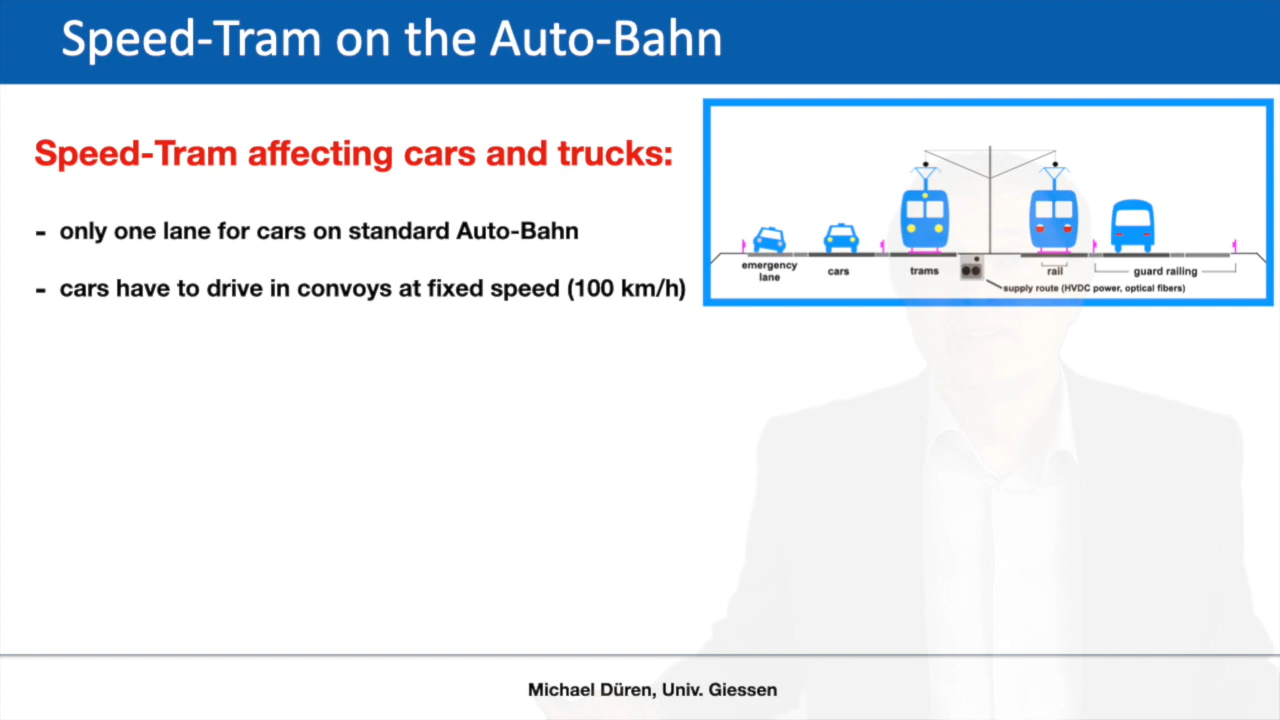 Speed-Tram on the Auto-Bahn
Speed-Tram affecting cars and trucks:
- only one lane for cars on standard Auto-Bahn
- cars have to drive in convoys at fixed speed (100 km/h)
emergency
lane
cars
trams
rail
guard railing
supply route (HVDC power, optical fibers)
Michael Düren, Univ. Giessen